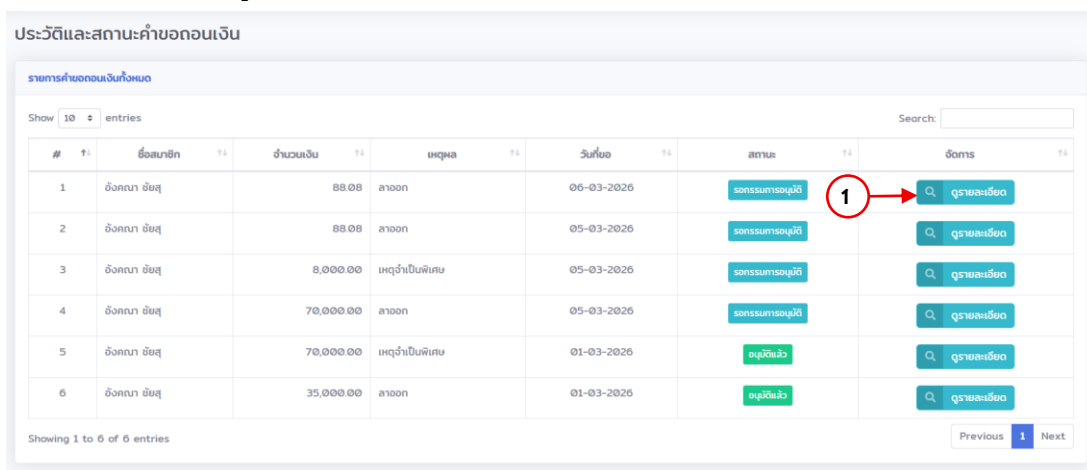 ประวัติและสถานะคำขอถอนเงิน
รายการคำขอถอนเงินทั้งหมด
Show 10 entries Search:
# ชื่อสมาชิก จำนวนเงิน เหตุผล วันที่ขอ สถานะ จัดการ
1 อังคณา ชัยสุ 88.08 ลาออก 06-03-2026 รอกรรมการอนุมัติ 1 ดูรายละเอียด
2 อังคณา ชัยสุ 88.08 ลาออก 05-03-2026 รอกรรมการอนุมัติ ดูรายละเอียด
3 อังคณา ชัยสุ 8,000.00 เหตุจำเป็นพิเศษ 05-03-2026 รอกรรมการอนุมัติ ดูรายละเอียด
4 อังคณา ชัยสุ 70,000.00 ลาออก 05-03-2026 รอกรรมการอนุมัติ ดูรายละเอียด
5 อังคณา ชัยสุ 70,000.00 เหตุจำเป็นพิเศษ 01-03-2026 อนุมัติแล้ว ดูรายละเอียด
6 อังคณา ชัยสุ 35,000.00 ลาออก 01-03-2026 อนุมัติแล้ว ดูรายละเอียด
Showing 1 to 6 of 6 entries Previous 1 Next